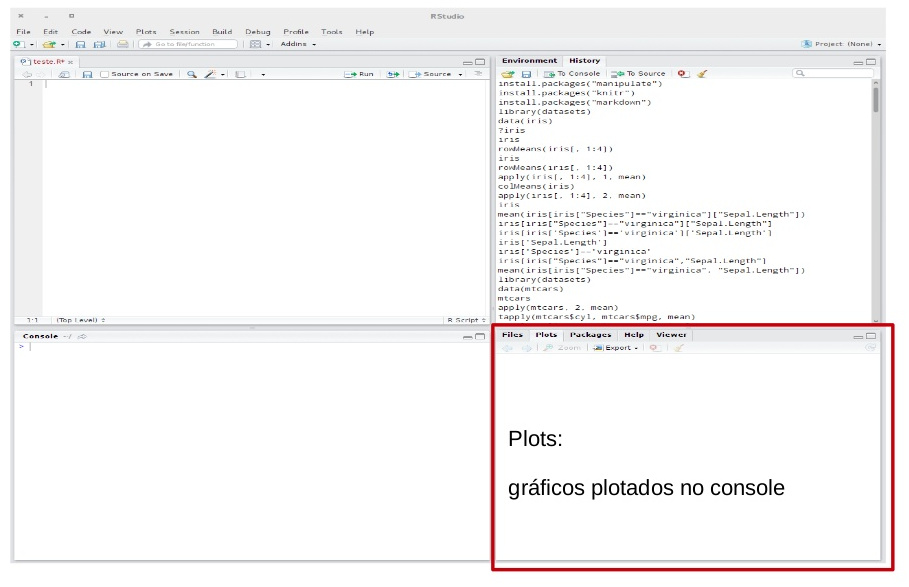 RStudio
File Edit Code View Plots Session Build Debug Profile Tools Help
Go to file/function Addins Project: (None)
teste.R*
Source on Save Run Source
1
1:1 (Top Level) R Script
Console ~/
>
Environment History
To Console To Source
install.packages("manipulate")
install.packages("knitr")
install.packages("markdown")
library(datasets)
data(iris)
?iris
iris
rowMeans(iris[, 1:4])
iris
rowMeans(iris[, 1:4])
apply(iris[, 1:4], 1, mean)
colMeans(iris)
apply(iris[, 1:4], 2, mean)
iris
mean(iris[iris["Species"]=="virginica"]["Sepal.Length"])
iris[iris["Species"]=="virginica"]["Sepal.Length"]
iris[iris['Species']=='virginica']['Sepal.Length']
iris['Sepal.Length']
iris['Species']=='virginica'
iris[iris["Species"]=="virginica","Sepal.Length"]
mean(iris[iris["Species"]=="virginica", "Sepal.Length"])
library(datasets)
data(mtcars)
mtcars
apply(mtcars, 2, mean)
tapply(mtcars$cyl, mtcars$mpg, mean)
Files Plots Packages Help Viewer
Zoom Export
Plots:
gráficos plotados no console